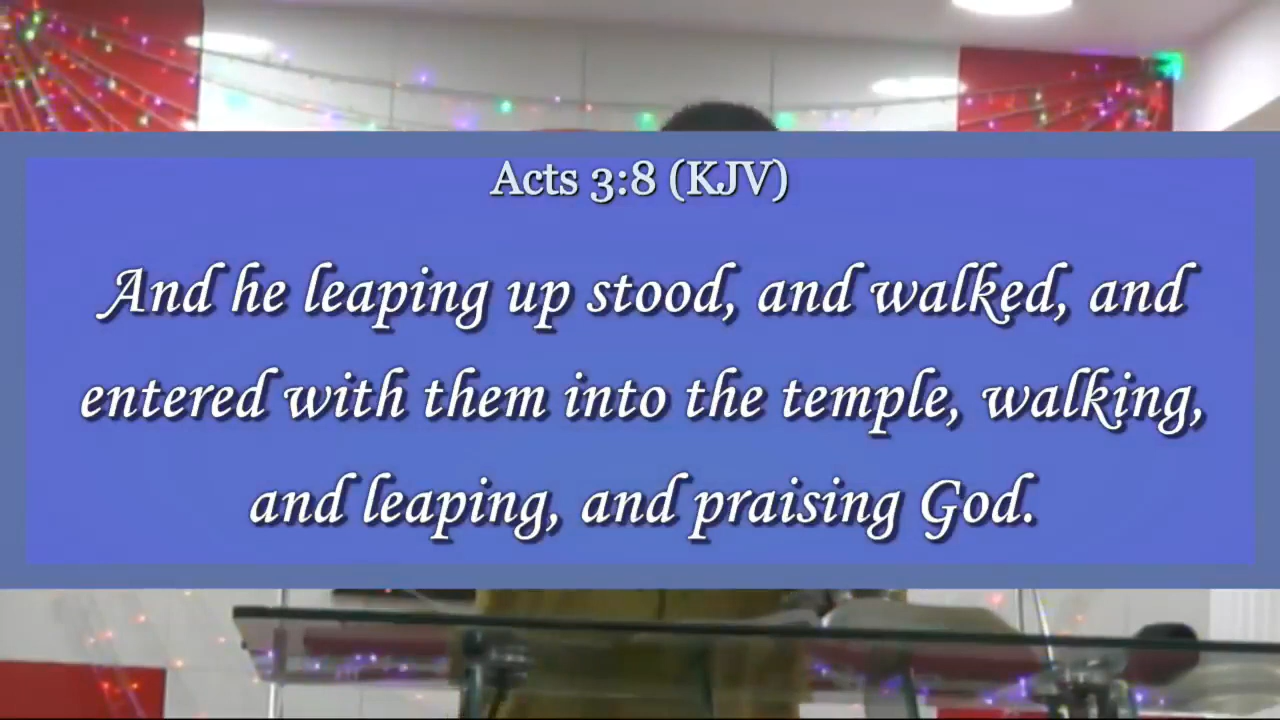 Acts 3:8 (KJV)
And he leaping up stood, and walked, and
entered with them into the temple, walking,
and leaping, and praising God.